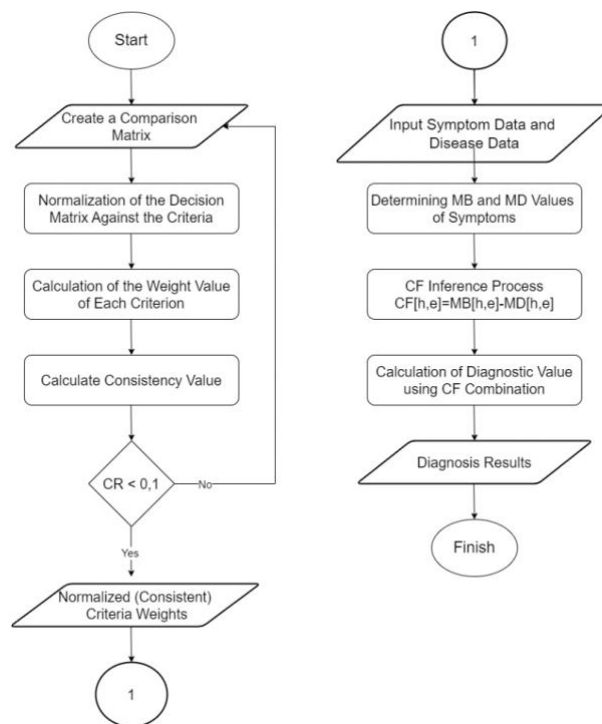 Start
Create a Comparison
Matrix
Normalization of the Decision
Matrix Against the Criteria
Calculation of the Weight Value
of Each Criterion
Calculate Consistency Value
CR < 0,1
No
Yes
Normalized (Consistent)
Criteria Weights
1
1
Input Symptom Data and
Disease Data
Determining MB and MD Values
of Symptoms
CF Inference Process
CF[h,e]=MB[h,e]-MD[h,e]
Calculation of Diagnostic Value
using CF Combination
Diagnosis Results
Finish